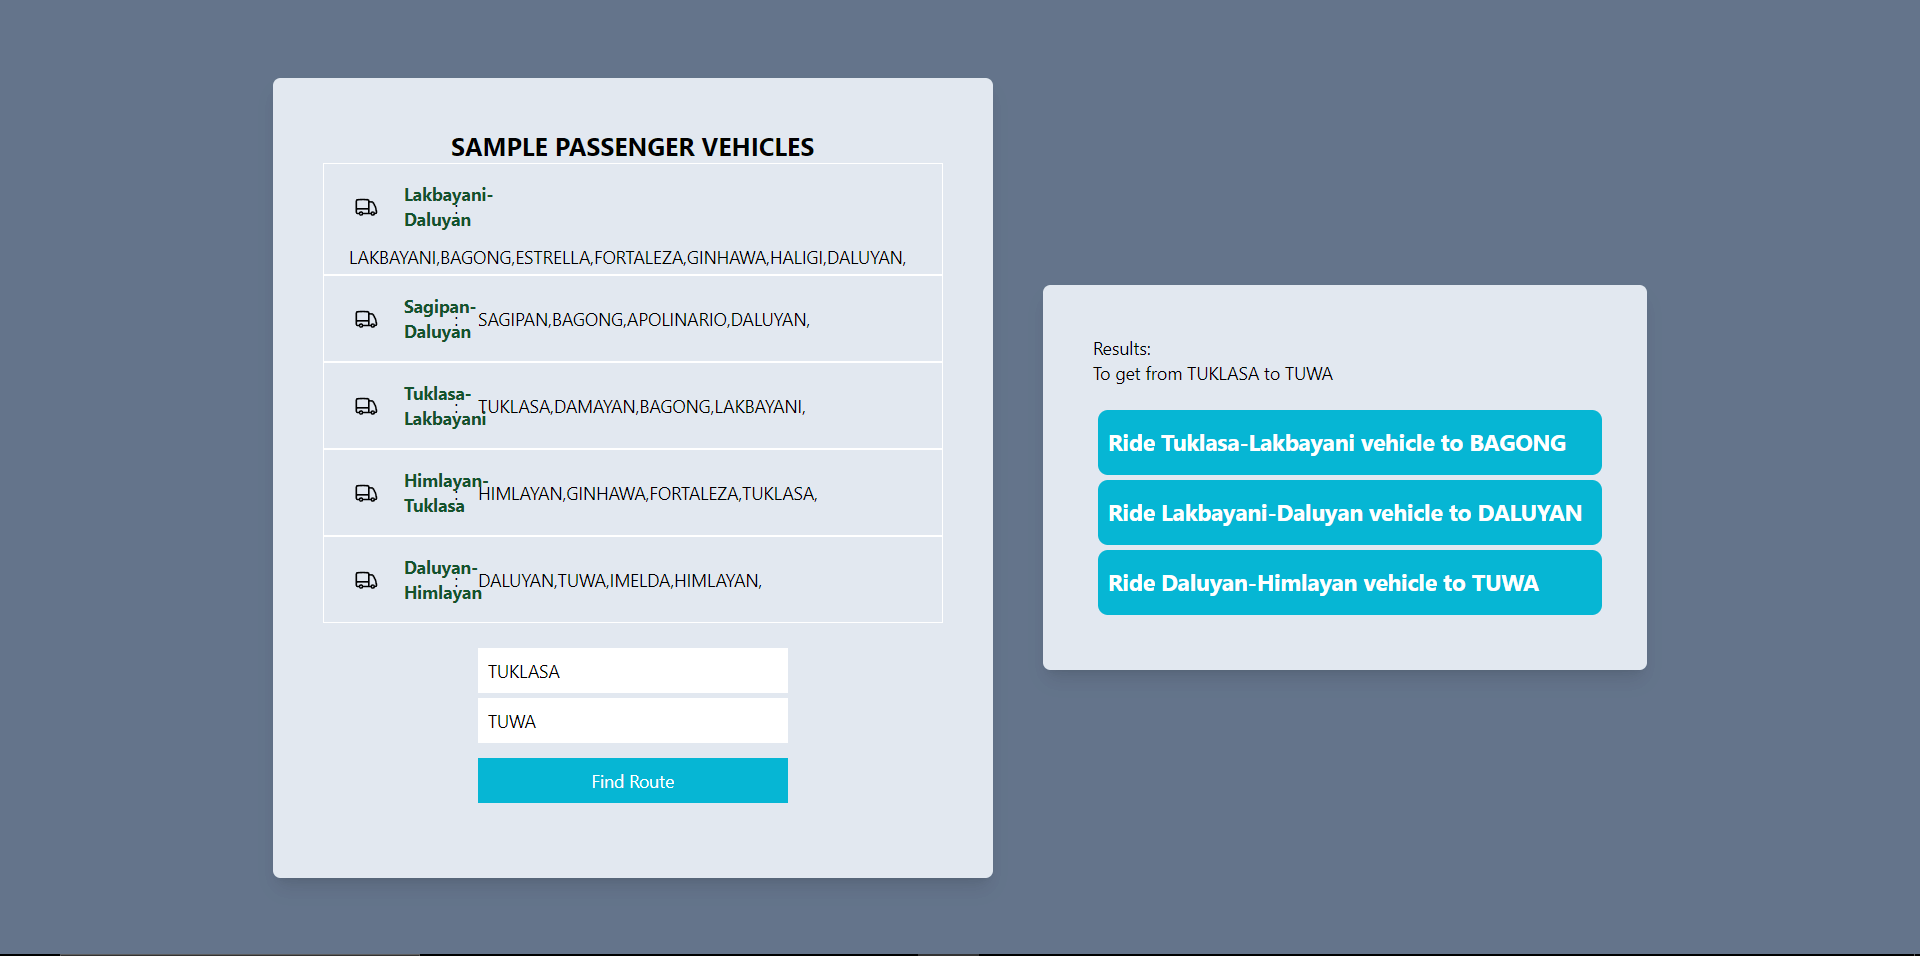 SAMPLE PASSENGER VEHICLES
Lakbayani-
Daluyan
:
LAKBAYANI,BAGONG,ESTRELLA,FORTALEZA,GINHAWA,HALIGI,DALUYAN,
Sagipan-
Daluyan
: SAGIPAN,BAGONG,APOLINARIO,DALUYAN,
Tuklasa-
Lakbayani
: TUKLASA,DAMAYAN,BAGONG,LAKBAYANI,
Himlayan-
Tuklasa
: HIMLAYAN,GINHAWA,FORTALEZA,TUKLASA,
Daluyan-
Himlayan
: DALUYAN,TUWA,IMELDA,HIMLAYAN,
TUKLASA
TUWA
Find Route
Results:
To get from TUKLASA to TUWA
Ride Tuklasa-Lakbayani vehicle to BAGONG
Ride Lakbayani-Daluyan vehicle to DALUYAN
Ride Daluyan-Himlayan vehicle to TUWA